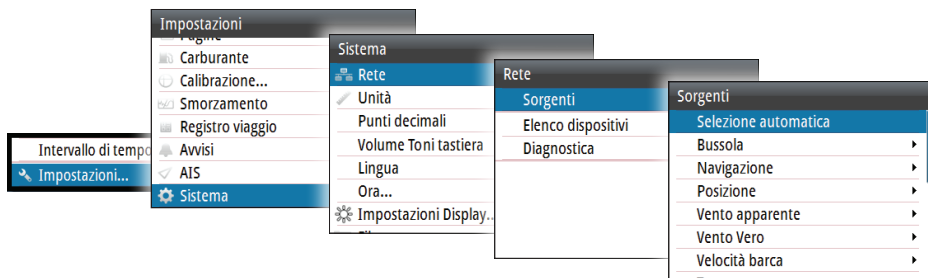 Intervallo di tempo
Impostazioni...
Impostazioni
Pagine
Carburante
Calibrazione...
Smorzamento
Registro viaggio
Avvisi
AIS
Sistema
Sistema
Rete
Unità
Punti decimali
Volume Toni tastiera
Lingua
Ora...
Impostazioni Display...
Rete
Sorgenti
Elenco dispositivi
Diagnostica
Sorgenti
Selezione automatica
Bussola
Navigazione
Posizione
Vento apparente
Vento Vero
Velocità barca